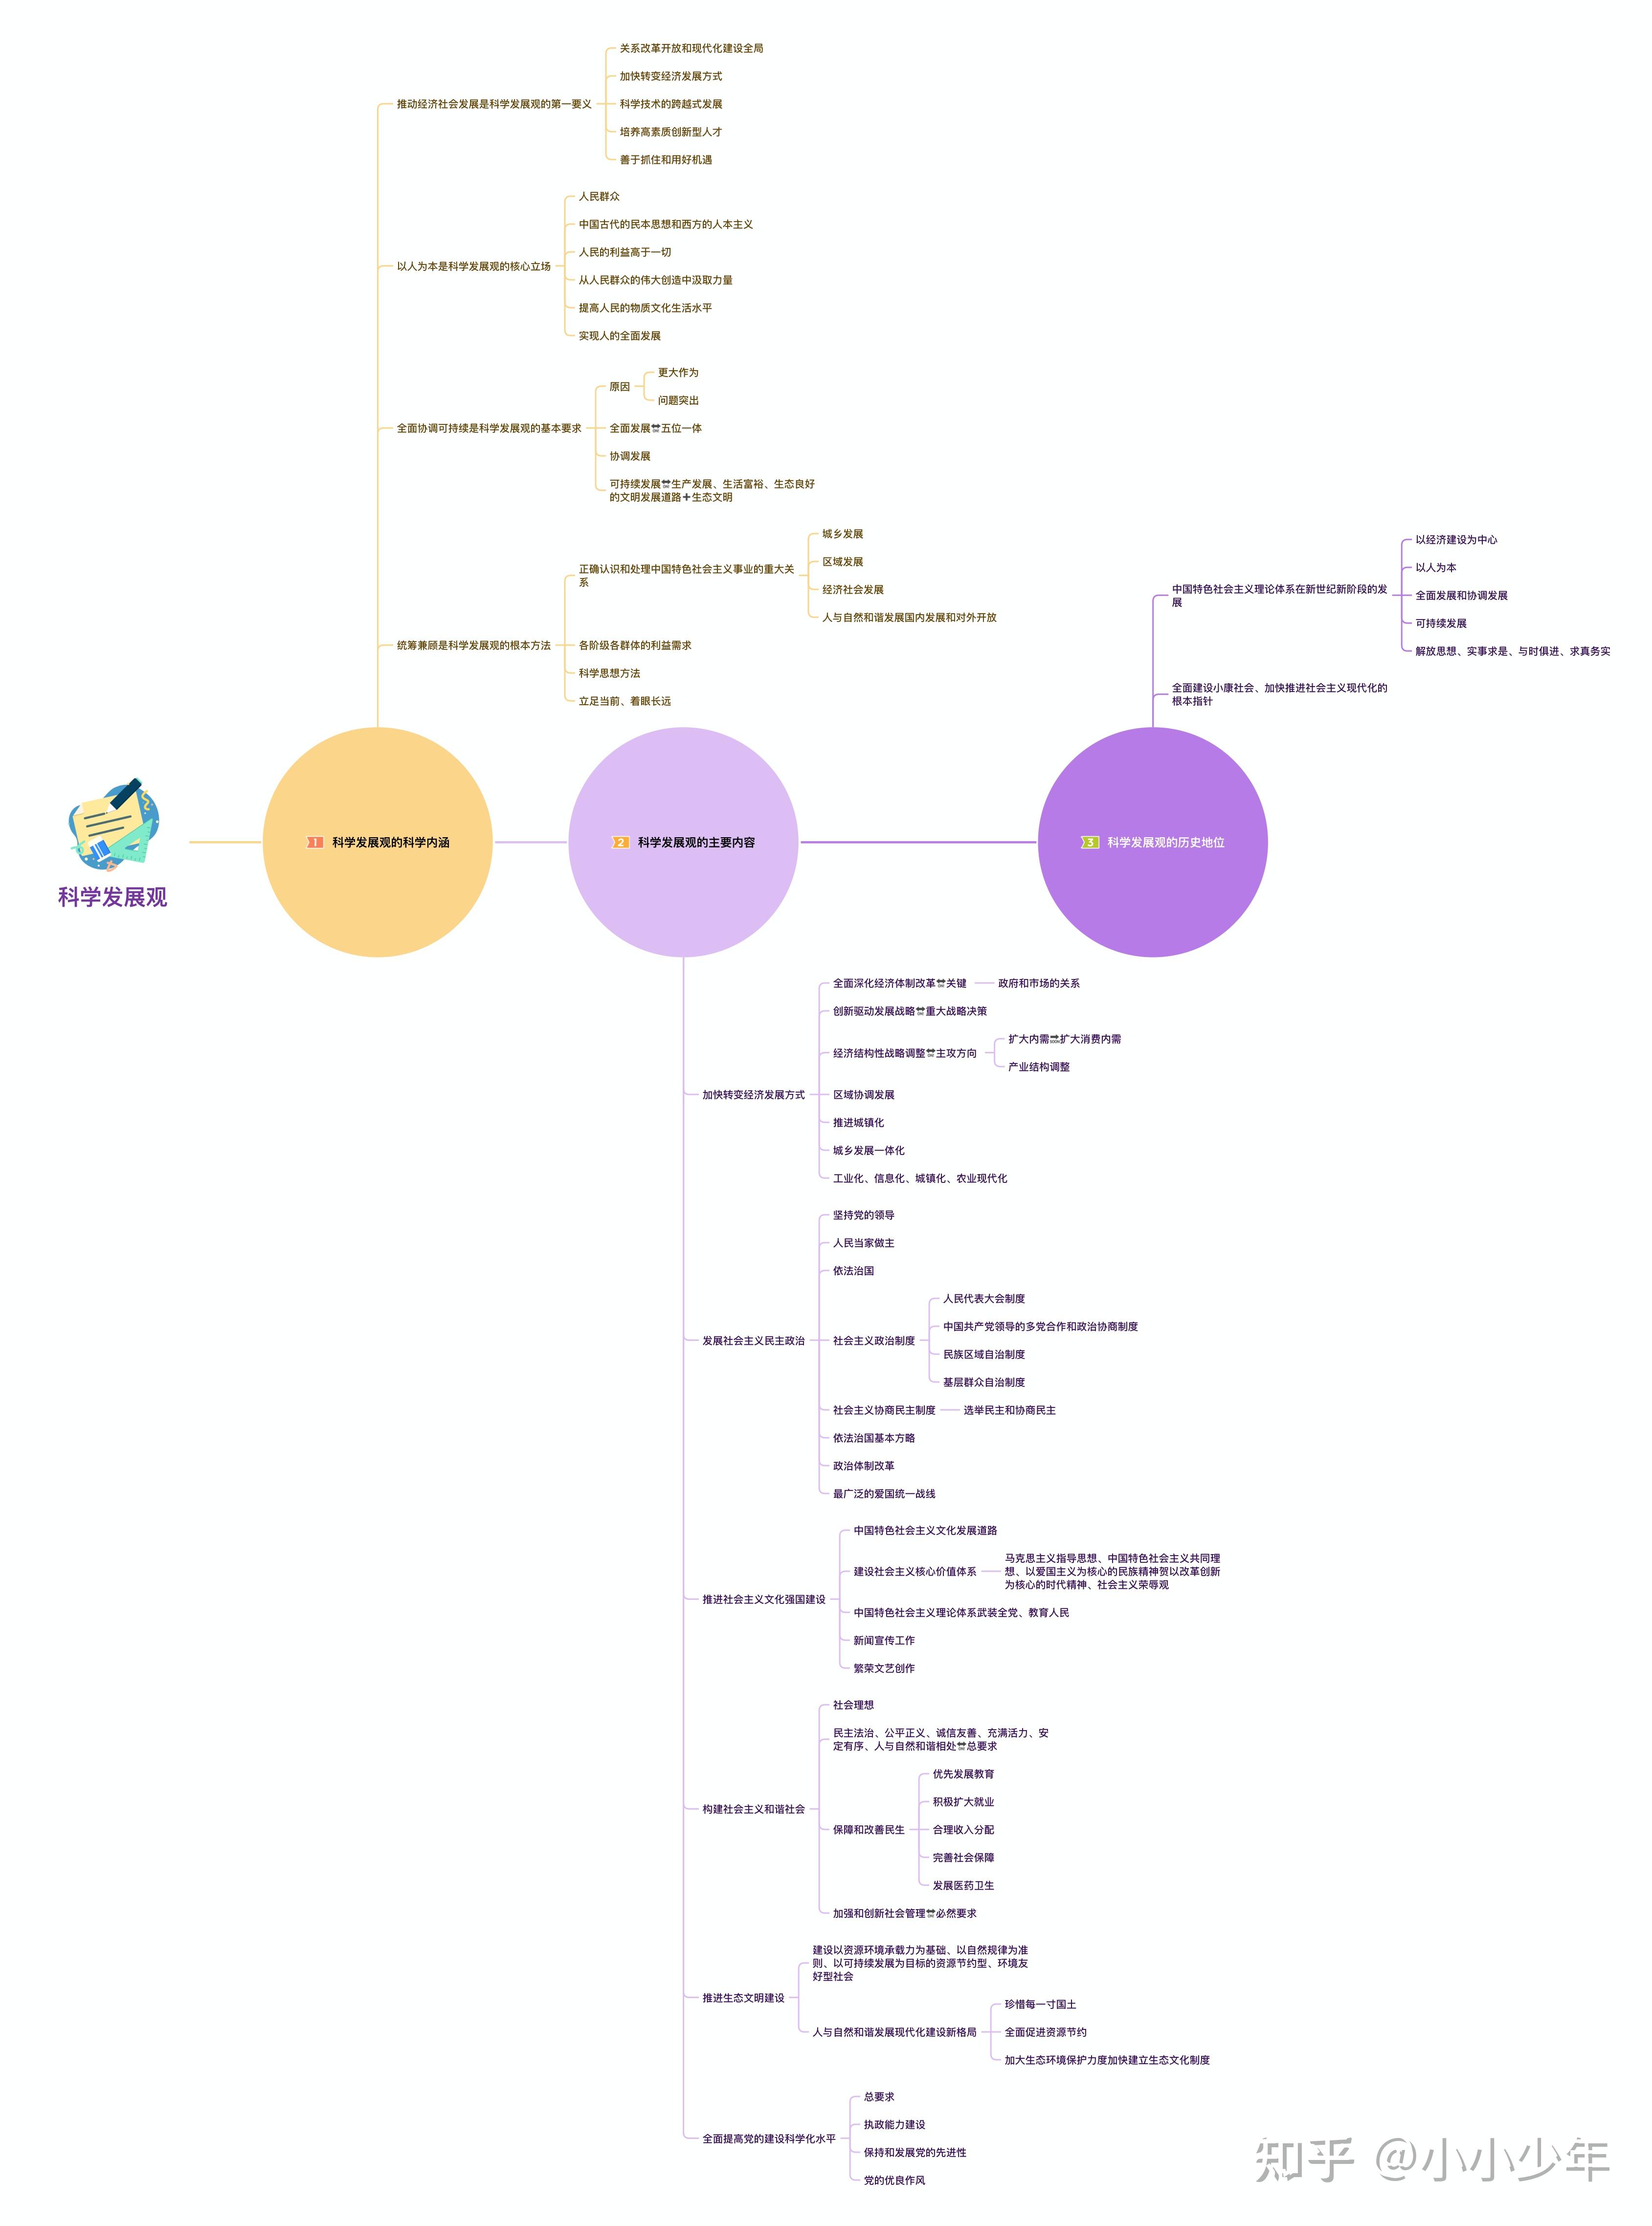 科学发展观
1 科学发展观的科学内涵
推动经济社会发展是科学发展观的第一要义
关系改革开放和现代化建设全局
加快转变经济发展方式
科学技术的跨越式发展
培养高素质创新型人才
善于抓住和用好机遇
以人为本是科学发展观的核心立场
人民群众
中国古代的民本思想和西方的人本主义
人民的利益高于一切
从人民群众的伟大创造中汲取力量
提高人民的物质文化生活水平
实现人的全面发展
全面协调可持续是科学发展观的基本要求
原因
更大作为
问题突出
全面发展🔛五位一体
协调发展
可持续发展🔛生产发展、生活富裕、生态良好
的文明发展道路➕生态文明
统筹兼顾是科学发展观的根本方法
正确认识和处理中国特色社会主义事业的重大关
系
城乡发展
区域发展
经济社会发展
人与自然和谐发展国内发展和对外开放
各阶级各群体的利益需求
科学思想方法
立足当前、着眼长远
2 科学发展观的主要内容
加快转变经济发展方式
全面深化经济体制改革🔛关键
政府和市场的关系
创新驱动发展战略🔛重大战略决策
经济结构性战略调整🔛主攻方向
扩大内需🔜扩大消费内需
产业结构调整
区域协调发展
推进城镇化
城乡发展一体化
工业化、信息化、城镇化、农业现代化
发展社会主义民主政治
坚持党的领导
人民当家做主
依法治国
社会主义政治制度
人民代表大会制度
中国共产党领导的多党合作和政治协商制度
民族区域自治制度
基层群众自治制度
社会主义协商民主制度
选举民主和协商民主
依法治国基本方略
政治体制改革
最广泛的爱国统一战线
推进社会主义文化强国建设
中国特色社会主义文化发展道路
建设社会主义核心价值体系
马克思主义指导思想、中国特色社会主义共同理
想、以爱国主义为核心的民族精神贺以改革创新
为核心的时代精神、社会主义荣辱观
中国特色社会主义理论体系武装全党、教育人民
新闻宣传工作
繁荣文艺创作
构建社会主义和谐社会
社会理想
民主法治、公平正义、诚信友善、充满活力、安
定有序、人与自然和谐相处🔛总要求
保障和改善民生
优先发展教育
积极扩大就业
合理收入分配
完善社会保障
发展医药卫生
加强和创新社会管理🔛必然要求
推进生态文明建设
建设以资源环境承载力为基础、以自然规律为准
则、以可持续发展为目标的资源节约型、环境友
好型社会
人与自然和谐发展现代化建设新格局
珍惜每一寸国土
全面促进资源节约
加大生态环境保护力度加快建立生态文化制度
全面提高党的建设科学化水平
总要求
执政能力建设
保持和发展党的先进性
党的优良作风
3 科学发展观的历史地位
中国特色社会主义理论体系在新世纪新阶段的发
展
以经济建设为中心
以人为本
全面发展和协调发展
可持续发展
解放思想、实事求是、与时俱进、求真务实
全面建设小康社会、加快推进社会主义现代化的
根本指针
知乎 @小小少年